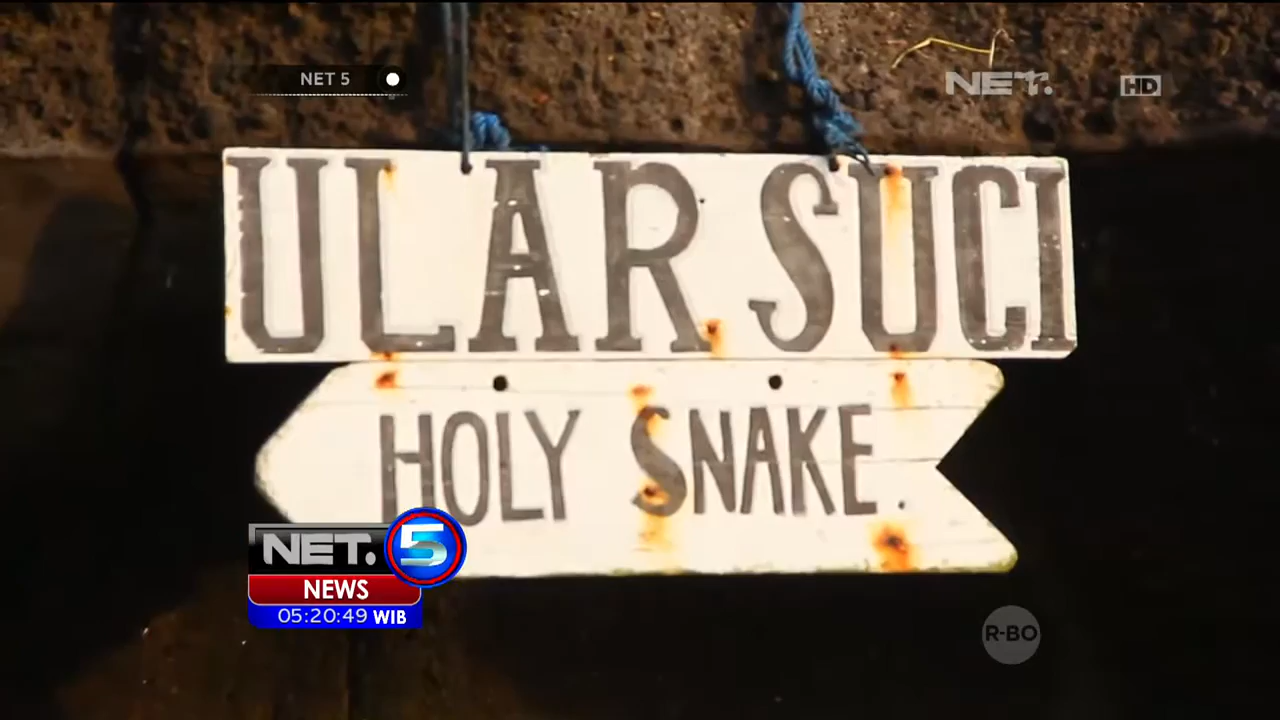 NET 5
NET.
HD
ULAR SUCI
HOLY SNAKE.
NET. 5
NEWS
05:20:49 WIB
R-BO